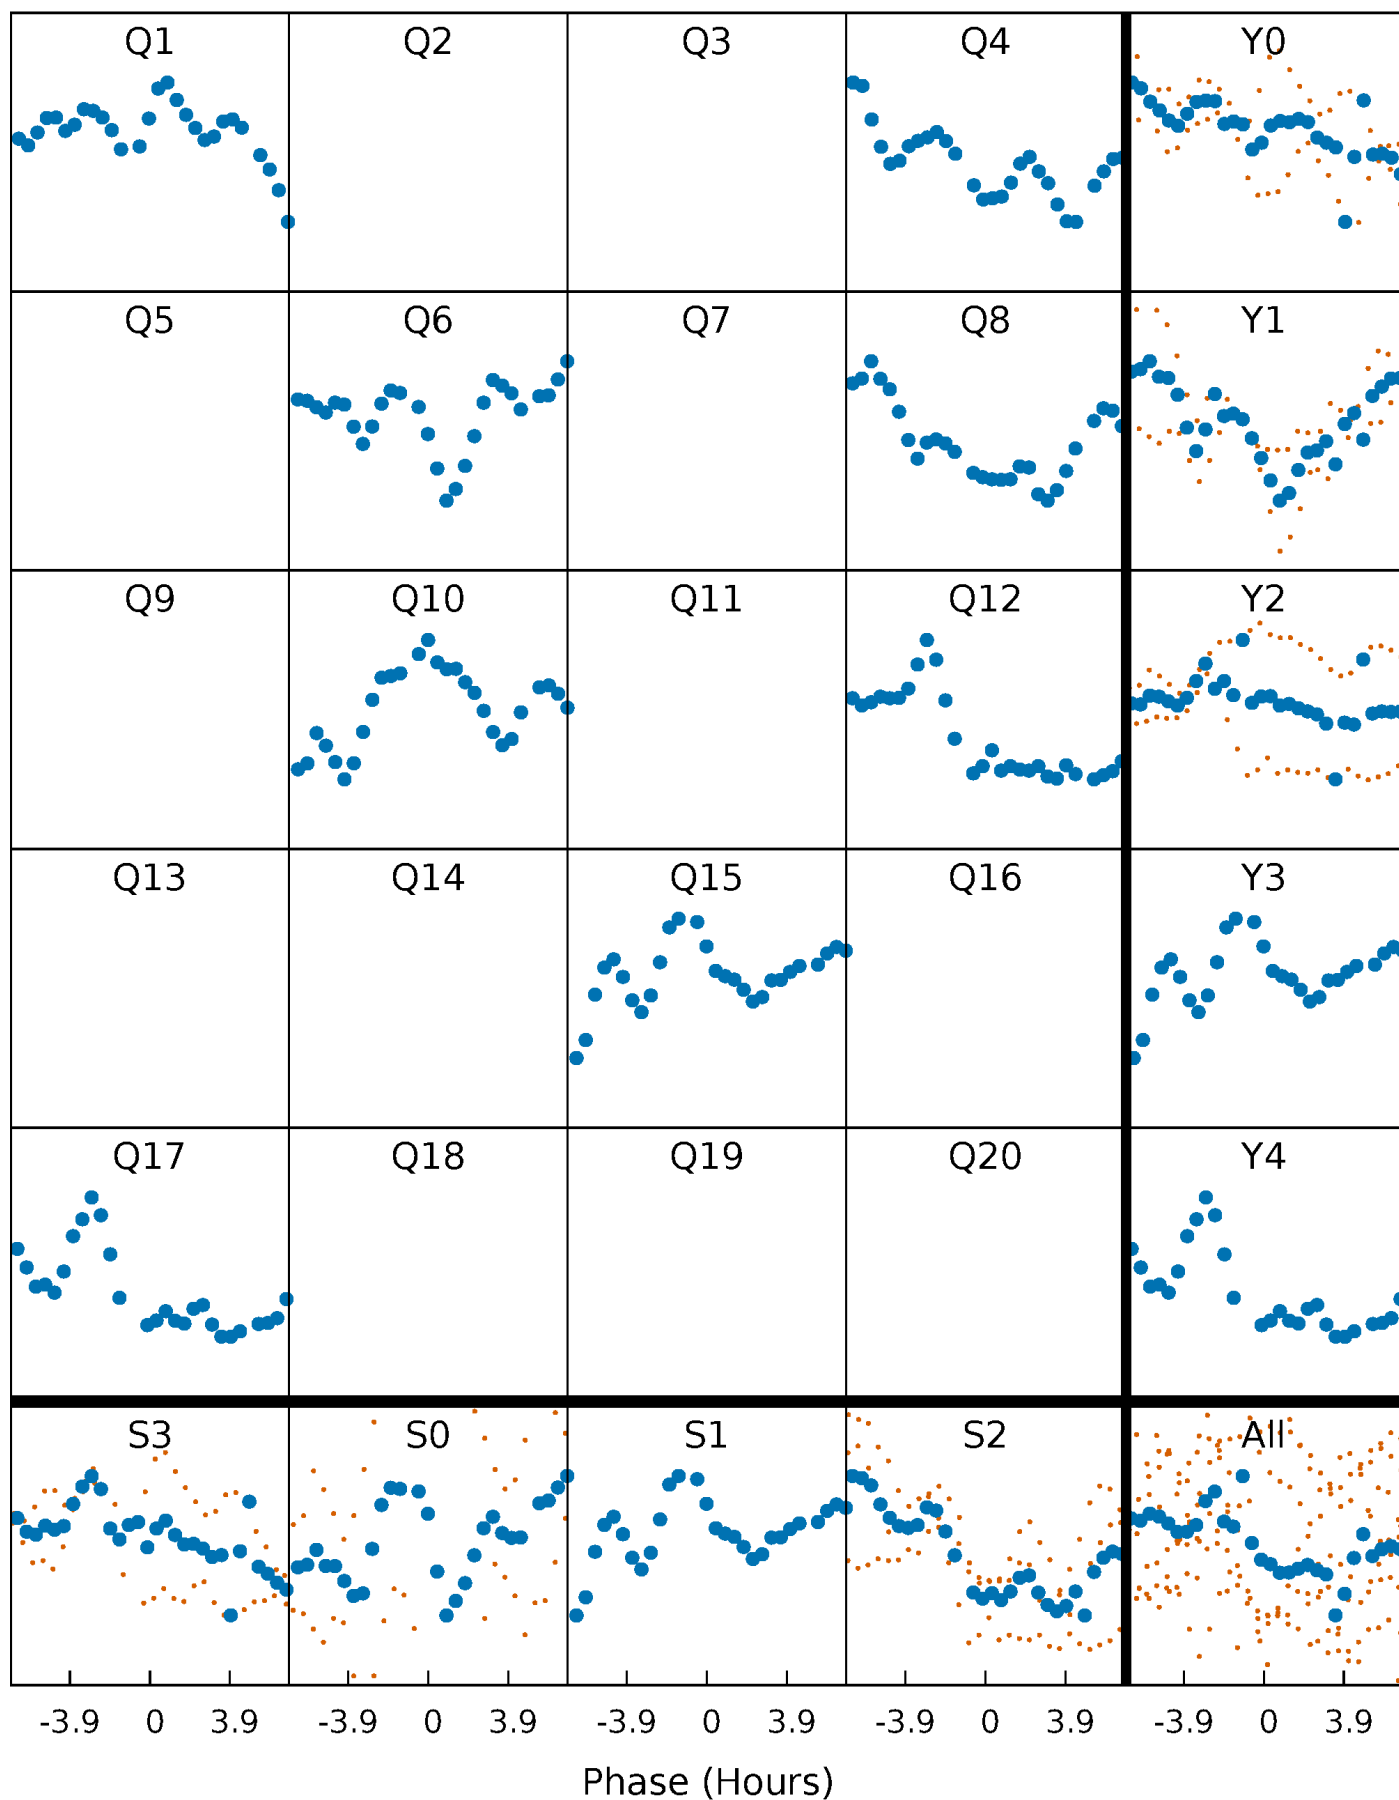 Q1 Q2 Q3 Q4 Y0
Q5 Q6 Q7 Q8 Y1
Q9 Q10 Q11 Q12 Y2
Q13 Q14 Q15 Q16 Y3
Q17 Q18 Q19 Q20 Y4
S3 S0 S1 S2 All
-3.9 0 3.9 -3.9 0 3.9 -3.9 0 3.9 -3.9 0 3.9 -3.9 0 3.9
Phase (Hours)